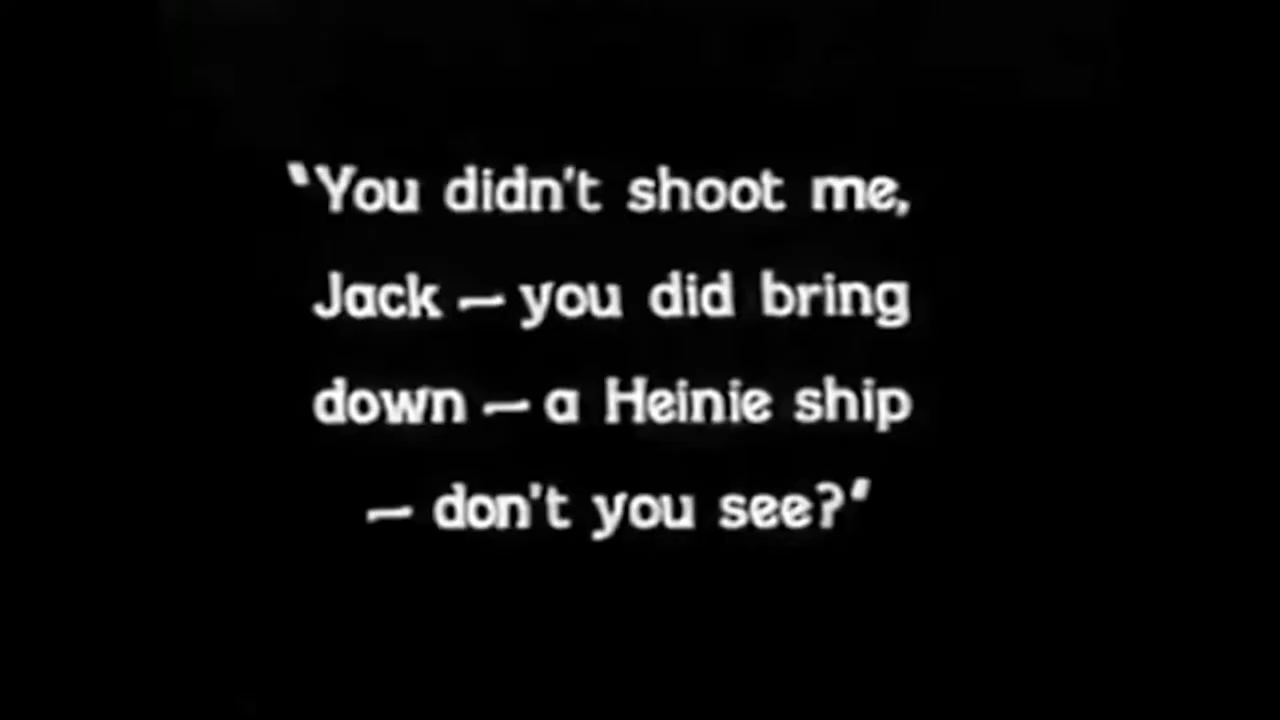 "You didn't shoot me,
Jack — you did bring
down — a Heinie ship
— don't you see?"